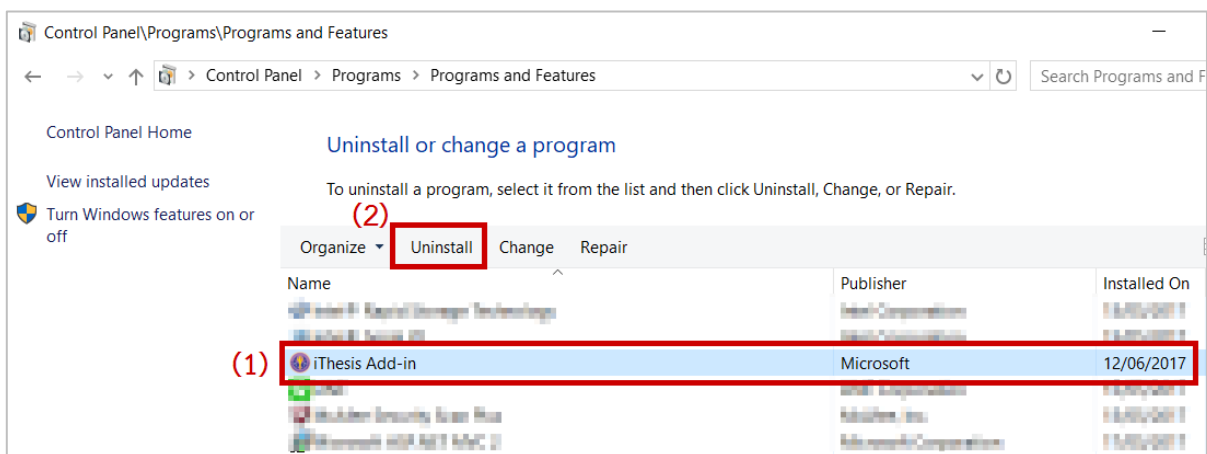 Control Panel\Programs\Programs and Features
Control Panel > Programs > Programs and Features
Search Programs and F
Control Panel Home
View installed updates
Turn Windows features on or
off
Uninstall or change a program
To uninstall a program, select it from the list and then click Uninstall, Change, or Repair.
(2)
Organize Uninstall Change Repair
Name Publisher Installed On
(1) iThesis Add-in Microsoft 12/06/2017